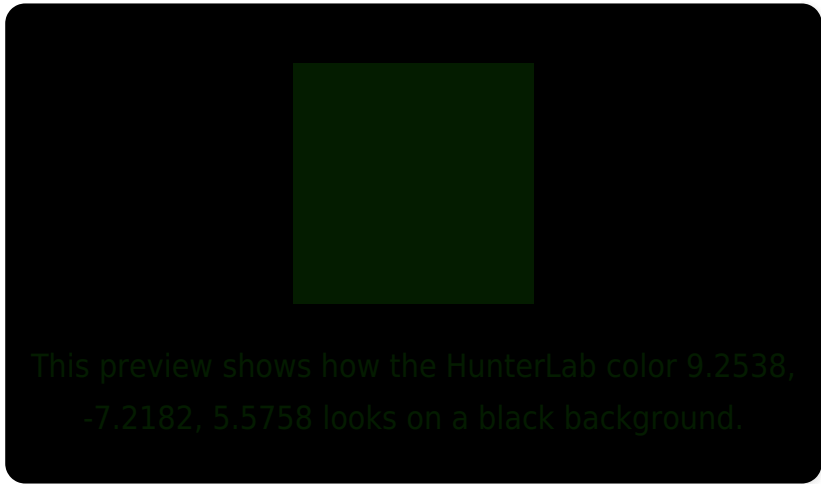 This preview shows how the HunterLab color 9.2538,
-7.2182, 5.5758 looks on a black background.